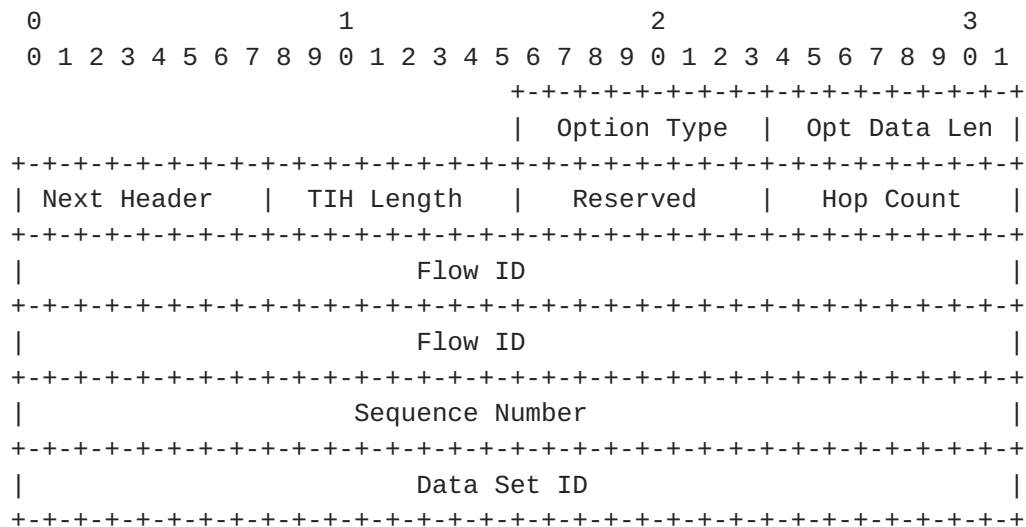 0                   1                   2                   3
 0 1 2 3 4 5 6 7 8 9 0 1 2 3 4 5 6 7 8 9 0 1 2 3 4 5 6 7 8 9 0 1
                                +-+-+-+-+-+-+-+-+-+-+-+-+-+-+-+-+
                                |  Option Type  |  Opt Data Len |
+-+-+-+-+-+-+-+-+-+-+-+-+-+-+-+-+-+-+-+-+-+-+-+-+-+-+-+-+-+-+-+-+
| Next Header   |  TIH Length   |   Reserved    |   Hop Count   |
+-+-+-+-+-+-+-+-+-+-+-+-+-+-+-+-+-+-+-+-+-+-+-+-+-+-+-+-+-+-+-+-+
|                         Flow ID                               |
+-+-+-+-+-+-+-+-+-+-+-+-+-+-+-+-+-+-+-+-+-+-+-+-+-+-+-+-+-+-+-+-+
|                         Flow ID                               |
+-+-+-+-+-+-+-+-+-+-+-+-+-+-+-+-+-+-+-+-+-+-+-+-+-+-+-+-+-+-+-+-+
|                     Sequence Number                           |
+-+-+-+-+-+-+-+-+-+-+-+-+-+-+-+-+-+-+-+-+-+-+-+-+-+-+-+-+-+-+-+-+
|                         Data Set ID                           |
+-+-+-+-+-+-+-+-+-+-+-+-+-+-+-+-+-+-+-+-+-+-+-+-+-+-+-+-+-+-+-+-+